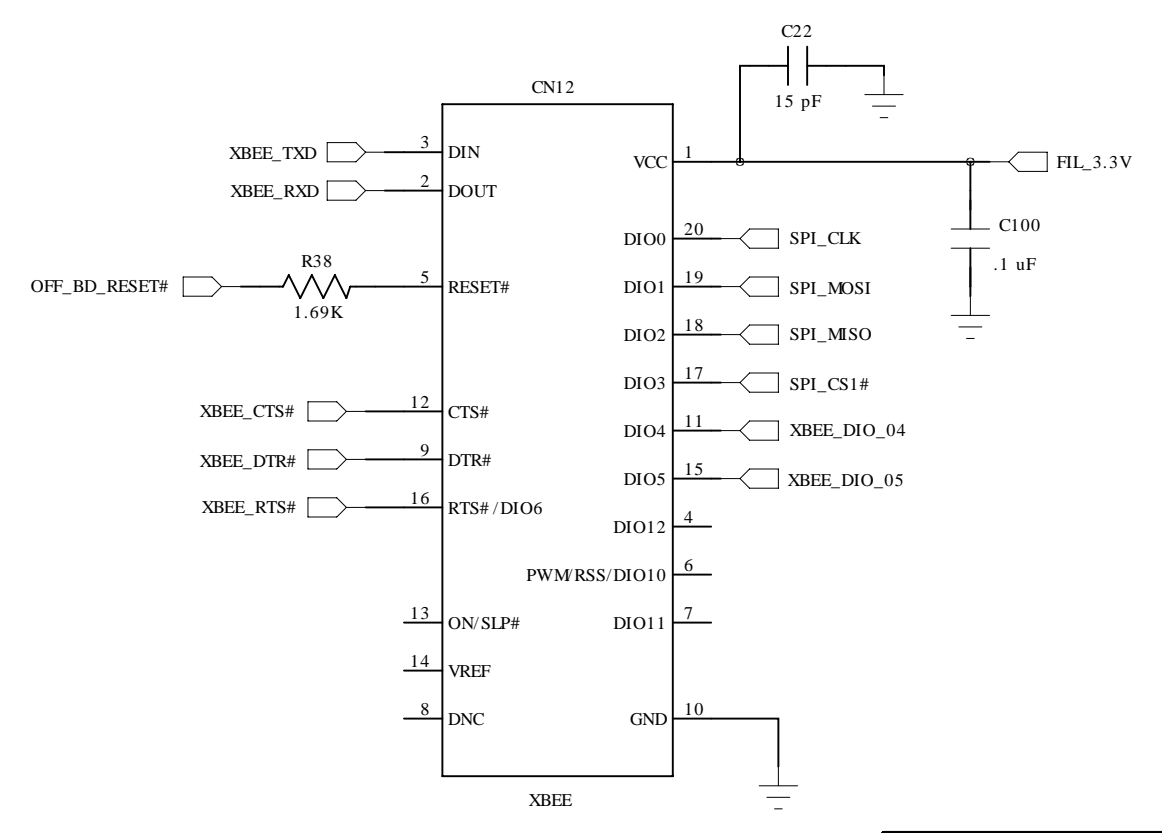 C22
15 pF
CN12
XBEE_TXD 3 DIN
VCC 1 FIL_3.3V
XBEE_RXD 2 DOUT
C100
.1 uF
DIO0 20 SPI_CLK
R38
OFF_BD_RESET# 5 RESET#
1.69K
DIO1 19 SPI_MOSI
DIO2 18 SPI_MISO
DIO3 17 SPI_CS1#
XBEE_CTS# 12 CTS#
DIO4 11 XBEE_DIO_04
XBEE_DTR# 9 DTR#
DIO5 15 XBEE_DIO_05
XBEE_RTS# 16 RTS#/DIO6
DIO12 4
PWM/RSS/DIO10 6
13 ON/SLP#
DIO11 7
14 VREF
8 DNC
GND 10
XBEE